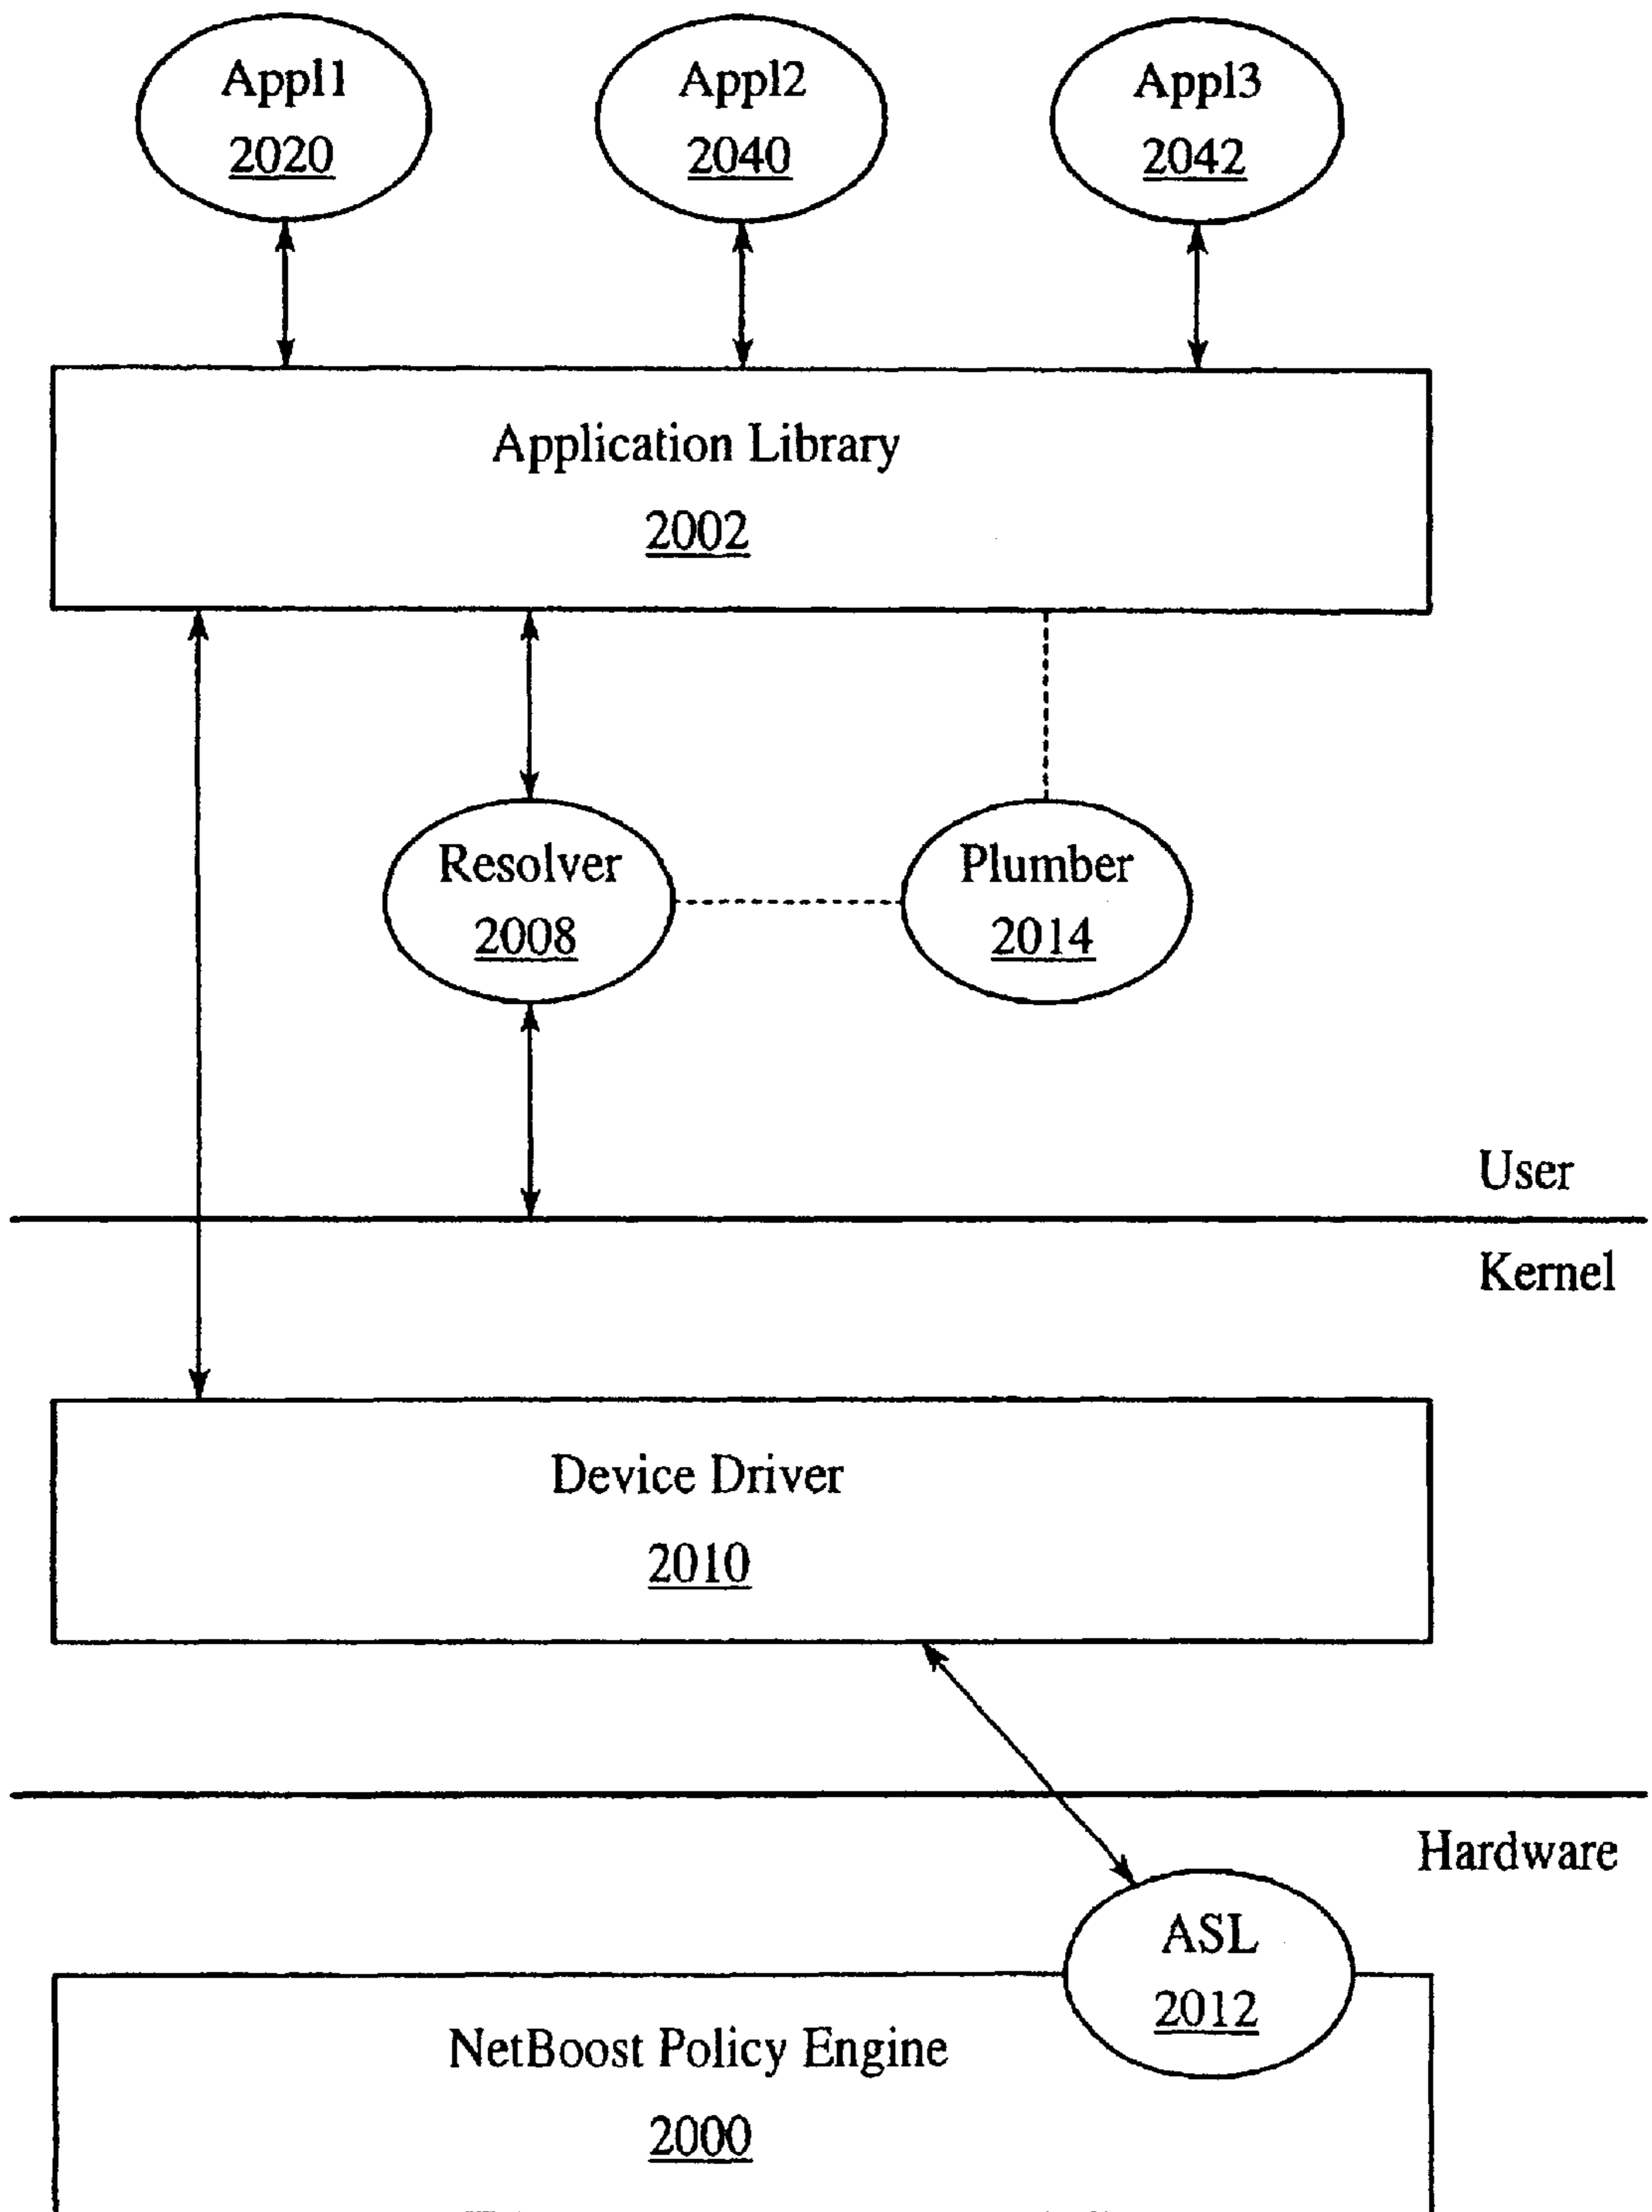 Appl1
2020
Appl2
2040
Appl3
2042
Application Library
2002
Resolver
2008
Plumber
2014
User
Kernel
Device Driver
2010
Hardware
ASL
2012
NetBoost Policy Engine
2000